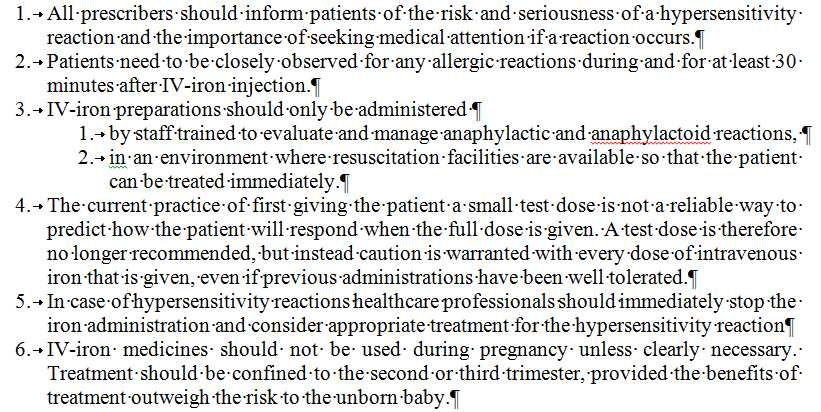 1. All prescribers should inform patients of the risk and seriousness of a hypersensitivity
reaction and the importance of seeking medical attention if a reaction occurs.¶
2. Patients need to be closely observed for any allergic reactions during and for at least 30
minutes after IV-iron injection.¶
3. IV-iron preparations should only be administered ¶
1. by staff trained to evaluate and manage anaphylactic and anaphylactoid reactions, ¶
2. in an environment where resuscitation facilities are available so that the patient
can be treated immediately.¶
4. The current practice of first giving the patient a small test dose is not a reliable way to
predict how the patient will respond when the full dose is given. A test dose is therefore
no longer recommended, but instead caution is warranted with every dose of intravenous
iron that is given, even if previous administrations have been well tolerated.¶
5. In case of hypersensitivity reactions healthcare professionals should immediately stop the
iron administration and consider appropriate treatment for the hypersensitivity reaction¶
6. IV-iron medicines should not be used during pregnancy unless clearly necessary.
Treatment should be confined to the second or third trimester, provided the benefits of
treatment outweigh the risk to the unborn baby.¶